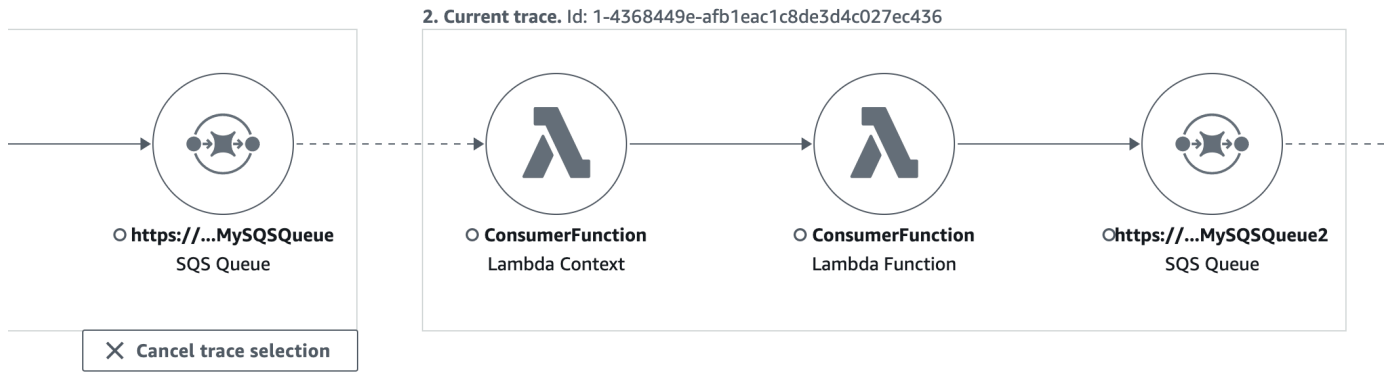 2. Current trace. Id: 1-4368449e-afb1eac1c8de3d4c027ec436
https://...MySQSQueue
SQS Queue
ConsumerFunction
Lambda Context
ConsumerFunction
Lambda Function
https://...MySQSQueue2
SQS Queue
Cancel trace selection